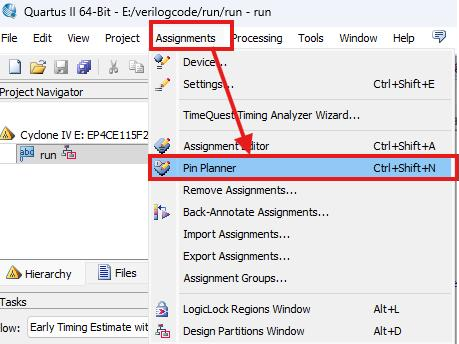 Quartus II 64-Bit - E:/verilogcode/run/run - run
File Edit View Project Assignments Processing Tools Window Help
Project Navigator
Cyclone IV E: EP4CE115F2
run
Hierarchy Files
Tasks
low: Early Timing Estimate wit
Device...
Settings... Ctrl+Shift+E
TimeQuest Timing Analyzer Wizard...
Assignment Editor Ctrl+Shift+A
Pin Planner Ctrl+Shift+N
Remove Assignments...
Back-Annotate Assignments...
Import Assignments...
Export Assignments...
Assignment Groups...
LogicLock Regions Window Alt+L
Design Partitions Window Alt+D